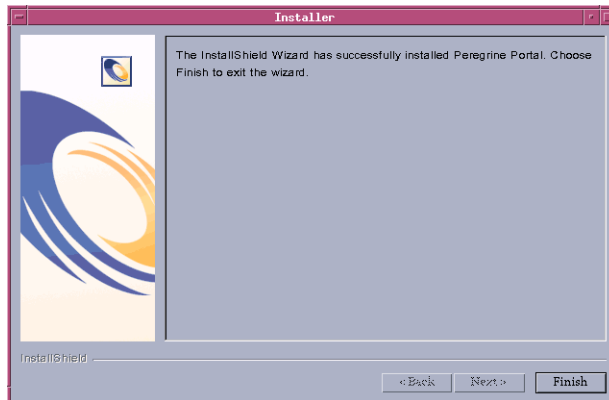 Installer
The InstallShield Wizard has successfully installed Peregrine Portal. Choose
Finish to exit the wizard.
InstallShield
< Back Next > Finish